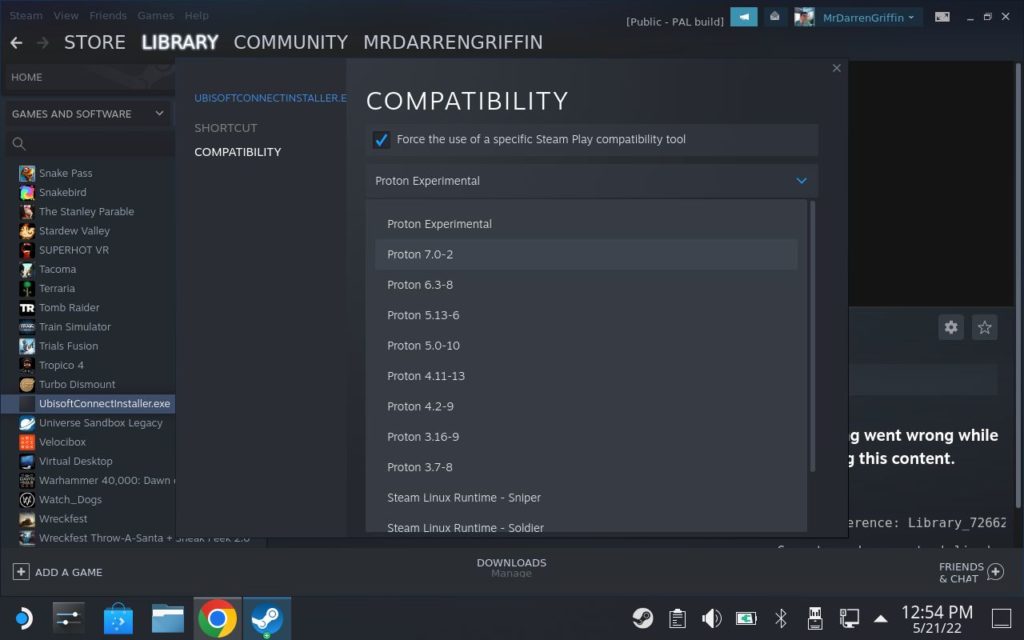 Steam View Friends Games Help
[Public - PAL build]
MrDarrenGriffin
STORE LIBRARY COMMUNITY MRDARRENGRIFFIN
HOME
GAMES AND SOFTWARE
Snake Pass
Snakebird
The Stanley Parable
Stardew Valley
SUPERHOT VR
Tacoma
Terraria
Tomb Raider
Train Simulator
Trials Fusion
Tropico 4
Turbo Dismount
UbisoftConnectInstaller.exe
Universe Sandbox Legacy
Velocibox
Virtual Desktop
Warhammer 40,000: Dawn
Watch_Dogs
Wreckfest
Wreckfest Throw-A-Santa + Sneak Peek 2.0
UBISOFTCONNECTINSTALLER.E
SHORTCUT
COMPATIBILITY
COMPATIBILITY
Force the use of a specific Steam Play compatibility tool
Proton Experimental
Proton Experimental
Proton 7.0-2
Proton 6.3-8
Proton 5.13-6
Proton 5.0-10
Proton 4.11-13
Proton 4.2-9
Proton 3.16-9
Proton 3.7-8
Steam Linux Runtime - Sniper
Steam Linux Runtime - Soldier
g went wrong while
g this content.
erence: Library_72662
ADD A GAME
DOWNLOADS
Manage
FRIENDS
& CHAT
12:54 PM
5/21/22